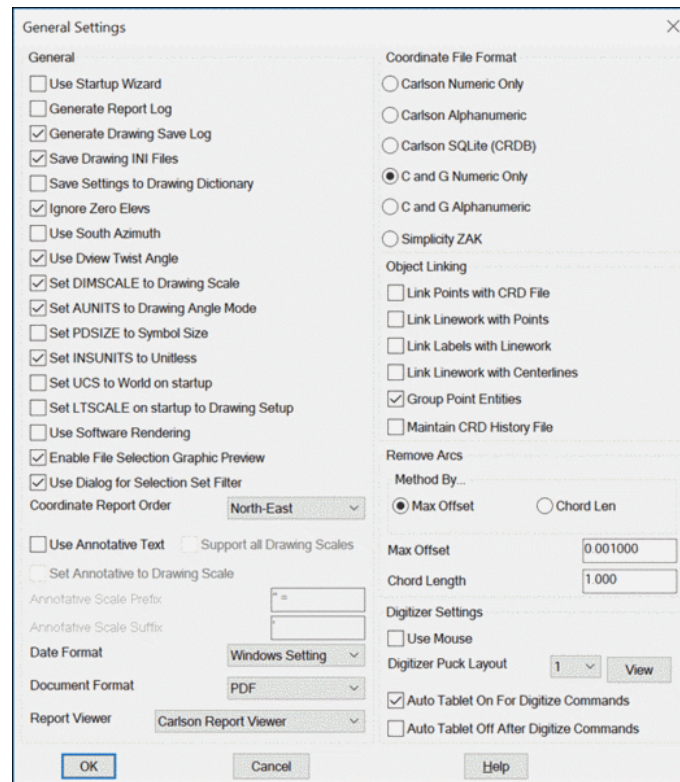 General Settings
General
Use Startup Wizard
Generate Report Log
Generate Drawing Save Log
Save Drawing INI Files
Save Settings to Drawing Dictionary
Ignore Zero Elevs
Use South Azimuth
Use Dview Twist Angle
Set DIMSCALE to Drawing Scale
Set AUNITS to Drawing Angle Mode
Set PDSIZE to Symbol Size
Set INSUNITS to Unitless
Set UCS to World on startup
Set LTSCALE on startup to Drawing Setup
Use Software Rendering
Enable File Selection Graphic Preview
Use Dialog for Selection Set Filter
Coordinate Report Order North-East
Use Annotative Text Support all Drawing Scales
Set Annotative to Drawing Scale
Annotative Scale Prefix " =
Annotative Scale Suffix '
Date Format Windows Setting
Document Format PDF
Report Viewer Carlson Report Viewer
Coordinate File Format
Carlson Numeric Only
Carlson Alphanumeric
Carlson SQLite (CRDB)
C and G Numeric Only
C and G Alphanumeric
Simplicity ZAK
Object Linking
Link Points with CRD File
Link Linework with Points
Link Labels with Linework
Link Linework with Centerlines
Group Point Entities
Maintain CRD History File
Remove Arcs
Method By...
Max Offset Chord Len
Max Offset 0.001000
Chord Length 1.000
Digitizer Settings
Use Mouse
Digitizer Puck Layout 1 View
Auto Tablet On For Digitize Commands
Auto Tablet Off After Digitize Commands
OK Cancel Help